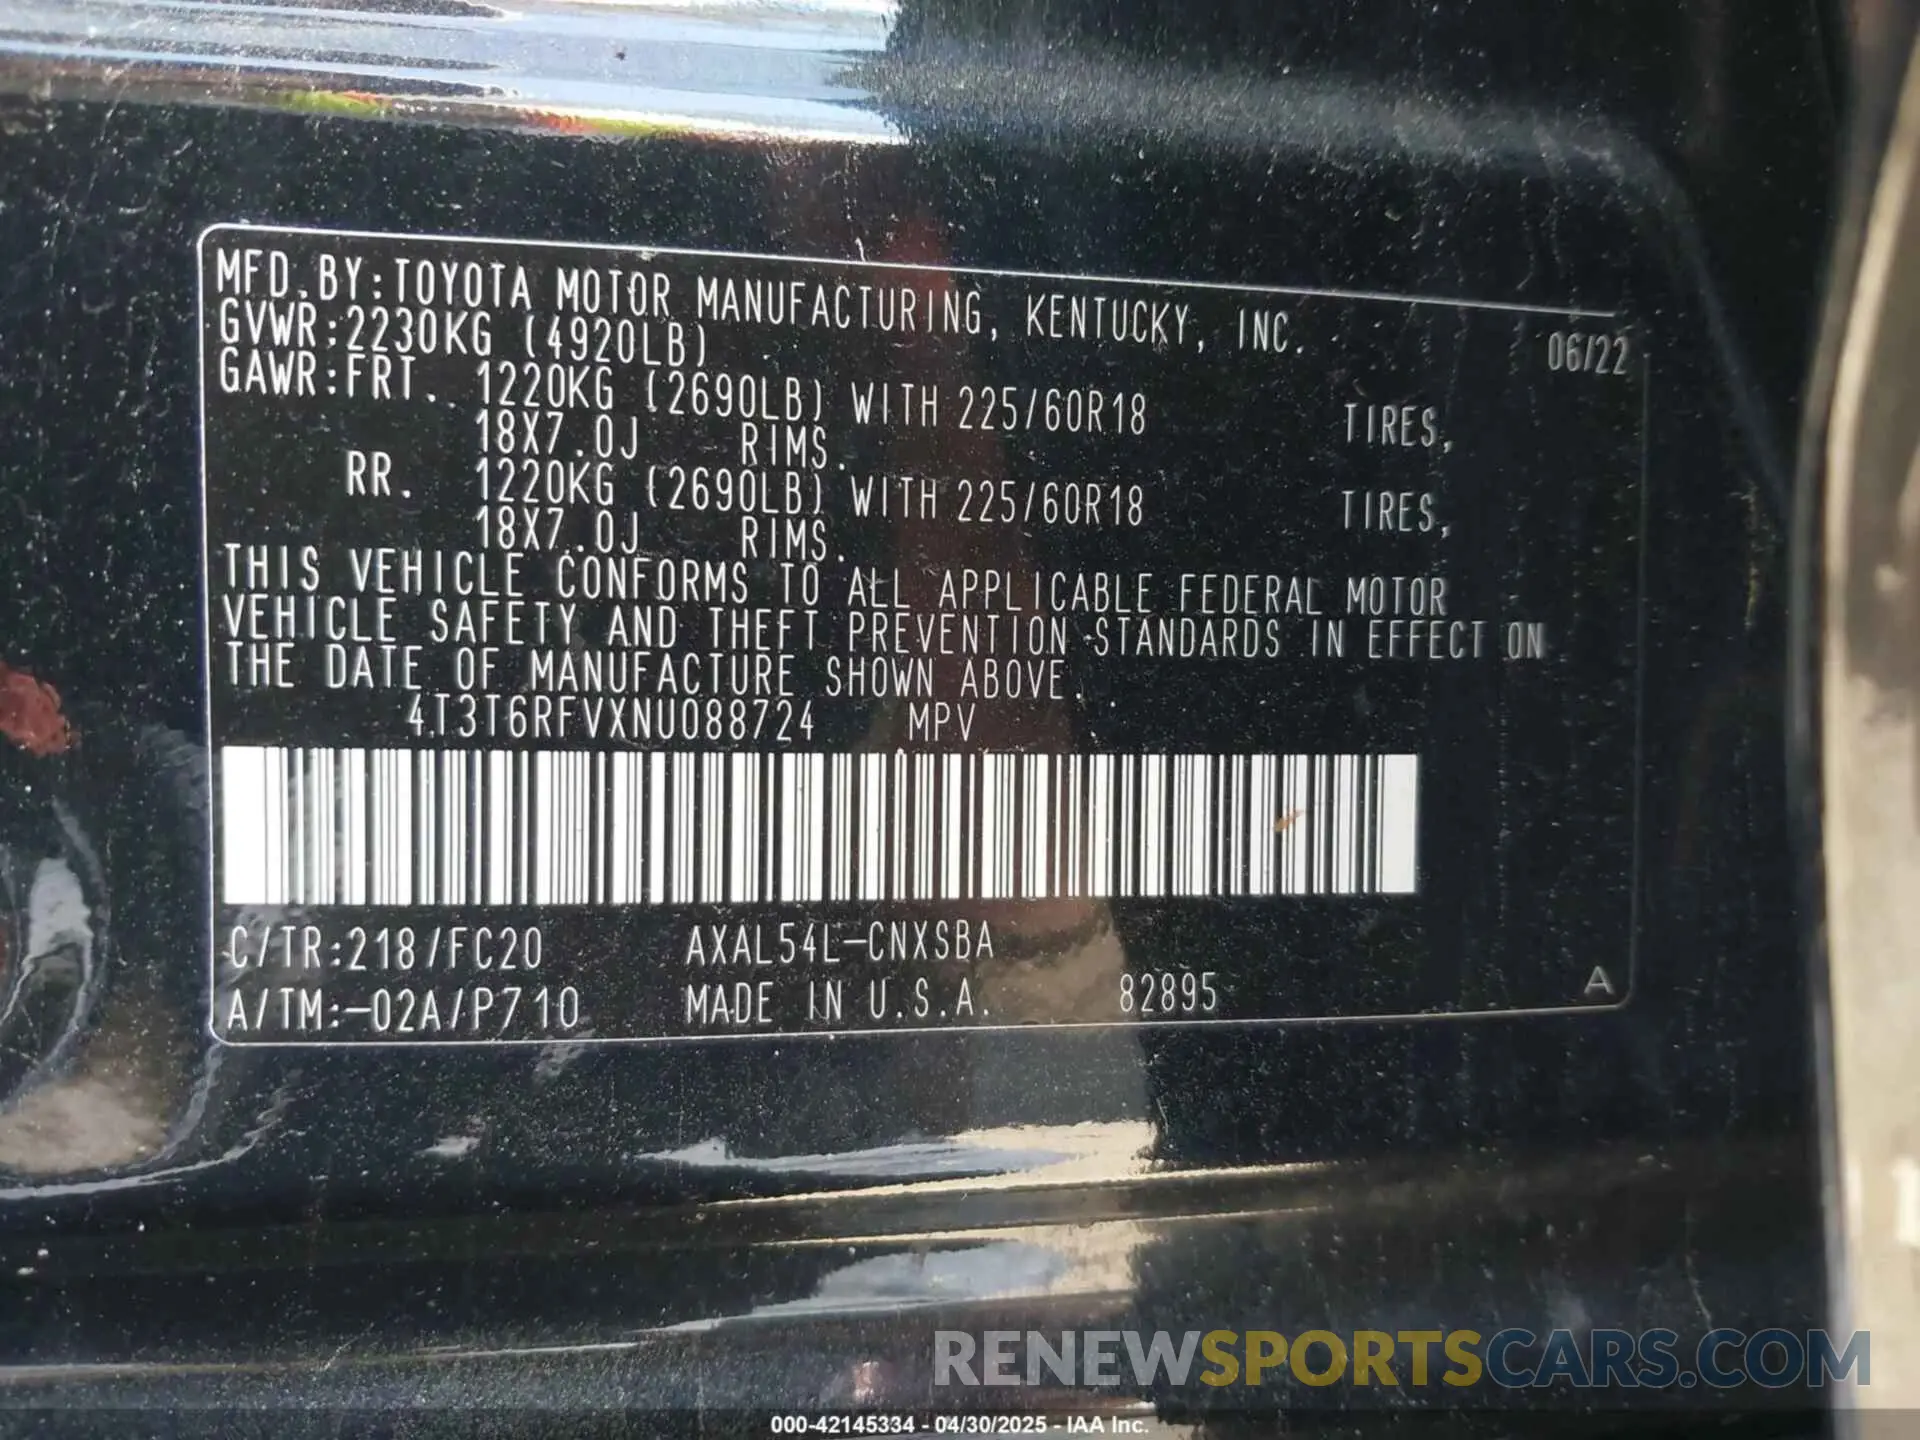 MFD.BY:TOYOTA MOTOR MANUFACTURING, KENTUCKY, INC.
GVWR:2230KG (4920LB) 06/22
GAWR:FRT. 1220KG (2690LB) WITH 225/60R18 TIRES,
18X7.0J RIMS.
RR. 1220KG (2690LB) WITH 225/60R18 TIRES,
18X7.0J RIMS.
THIS VEHICLE CONFORMS TO ALL APPLICABLE FEDERAL MOTOR
VEHICLE SAFETY AND THEFT PREVENTION STANDARDS IN EFFECT ON
THE DATE OF MANUFACTURE SHOWN ABOVE.
4T3T6RFVXNU088724 MPV
C/TR:218/FC20 AXAL54L-CNXSBA
A/TM:-02A/P710 MADE IN U.S.A. 82895 A
RENEWSPORTSCARS.COM
000-42145334 - 04/30/2025 - IAA Inc.